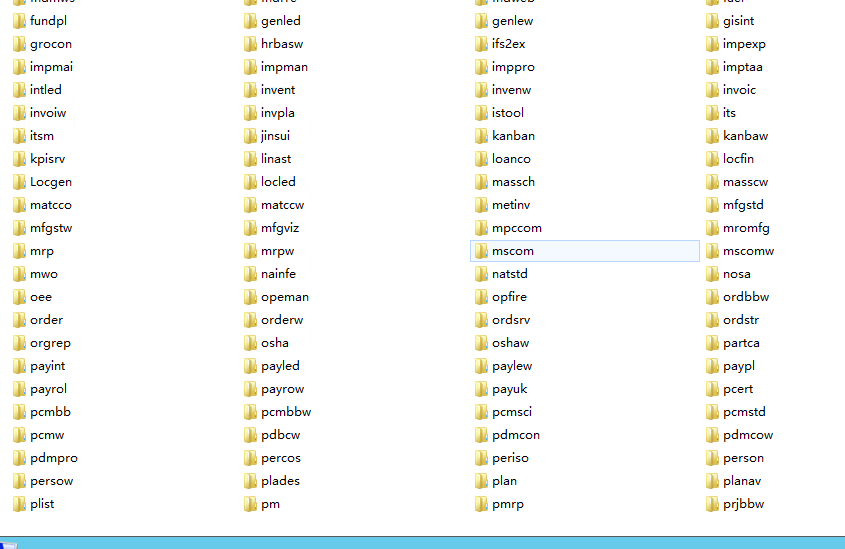 fundpl genled genlew gisint
grocon hrbasw ifs2ex impexp
impmai impman imppro imptaa
intled invent invenw invoic
invoiw invpla istool its
itsm jinsui kanban kanbaw
kpisrv linast loanco locfin
Locgen locled massch masscw
matcco matccw metinv mfgstd
mfgstw mfgviz mpccom mromfg
mrp mrpw mscom mscomw
mwo nainfe natstd nosa
oee opeman opfire ordbbw
order orderw ordsrv ordstr
orgrep osha oshaw partca
payint payled paylew paypl
payrol payrow payuk pcert
pcmbb pcmbbw pcmsci pcmstd
pcmw pdbcw pdmcon pdmcow
pdmpro percos periso person
persow plades plan planav
plist pm pmrp prjbbw